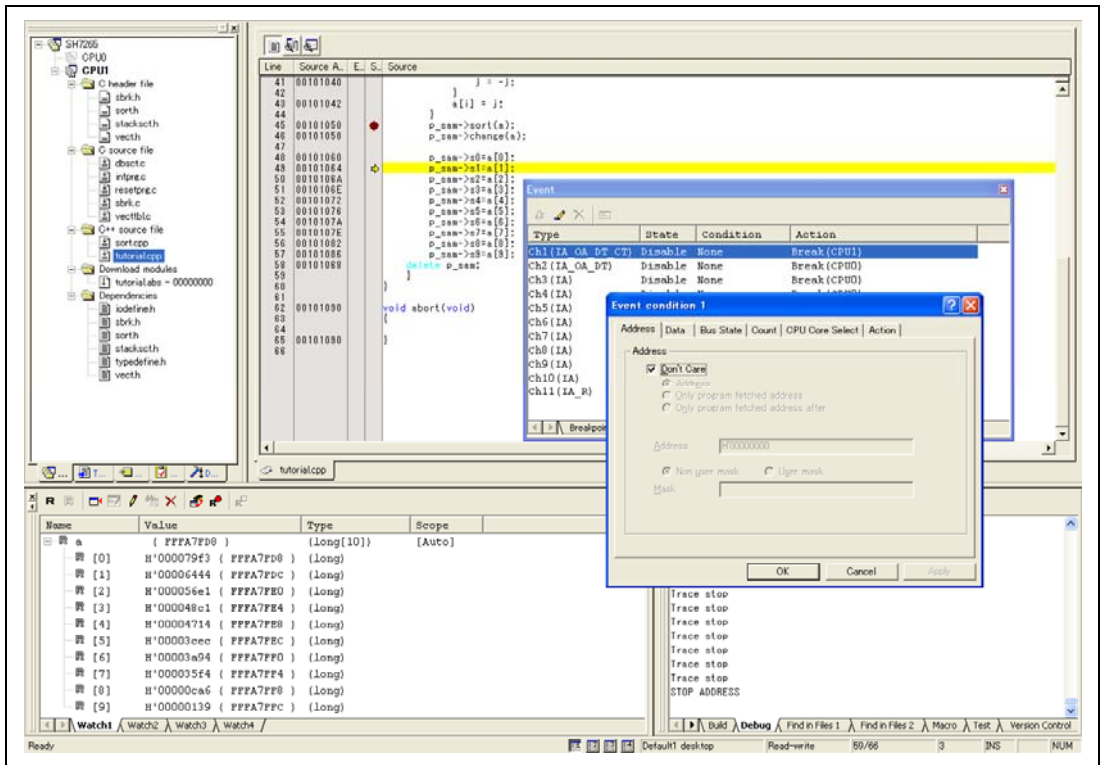 SH7265
CPU0
CPU1
C header file
sbrk.h
sort.h
stacksct.h
vect.h
C source file
dbsct.c
intprg.c
resetprg.c
sbrk.c
vecttbl.c
C++ source file
sort.cpp
tutorial.cpp
Download modules
tutorial.abs - 00000000
Dependencies
iodefine.h
sbrk.h
sort.h
stacksct.h
typedefine.h
vect.h
T...
D...
Line Source A.. E.. S.. Source
41 00101040 j = -j;
42 }
43 00101042 a[i] = j;
44 }
45 00101050 p_sam->sort(a);
46 00101058 p_sam->change(a);
47
48 00101060 p_sam->s0=a[0];
49 00101064 p_sam->s1=a[1];
50 0010106A p_sam->s2=a[2];
51 0010106E p_sam->s3=a[3];
52 00101072 p_sam->s4=a[4];
53 00101076 p_sam->s5=a[5];
54 0010107A p_sam->s6=a[6];
55 0010107E p_sam->s7=a[7];
56 00101082 p_sam->s8=a[8];
57 00101086 p_sam->s9=a[9];
58 delete p_sam;
59 }
60 }
61
62 void abort(void)
63 {
64
65 }
66
tutorial.cpp
Event
Type State Condition Action
Ch1(IA_OA_DT_CT) Disable None Break(CPU1)
Ch2(IA_OA_DT) Disable None Break(CPU0)
Ch3(IA) Disable None Break(CPU0)
Ch4(IA)
Ch5(IA)
Ch6(IA)
Ch7(IA)
Ch8(IA)
Ch9(IA)
Ch10(IA)
Ch11(IA_R)
Event condition 1
Address Data Bus State Count CPU Core Select Action
Address
Don't Care
Address
Only program fetched address
Only program fetched address after
Address H'00000000
Non user mask User mask
Mask
OK Cancel Apply
Name Value Type Scope
a { FFFA7FD8 } (long[10]) [Auto]
[0] H'000079f3 { FFFA7FD8 } (long)
[1] H'00006444 { FFFA7FDC } (long)
[2] H'000056e1 { FFFA7FE0 } (long)
[3] H'000048c1 { FFFA7FE4 } (long)
[4] H'00004714 { FFFA7FE8 } (long)
[5] H'00003eec { FFFA7FEC } (long)
[6] H'00003a94 { FFFA7FF0 } (long)
[7] H'000035f4 { FFFA7FF4 } (long)
[8] H'00000ca6 { FFFA7FF8 } (long)
[9] H'00000139 { FFFA7FFC } (long)
Watch1 Watch2 Watch3 Watch4
Trace stop
Trace stop
Trace stop
Trace stop
Trace stop
Trace stop
Trace stop
STOP ADDRESS
Build Debug Find in Files 1 Find in Files 2 Macro Test Version Control
Ready Default1 desktop Read-write 59/66 3 INS NUM